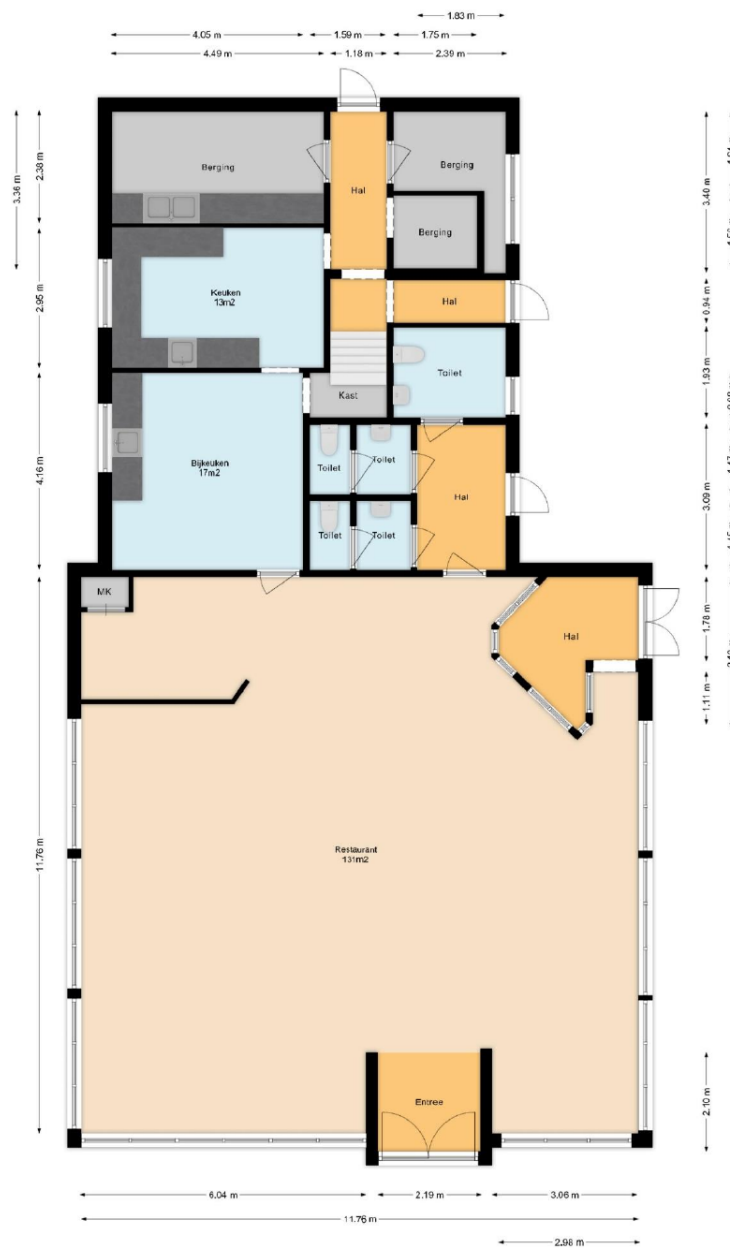 1.83 m
4.05 m
1.59 m
1.75 m
4.49 m
1.18 m
2.39 m
3.36 m
2.38 m
Berging
Hal
Berging
Berging
3.40 m
Keuken
13m2
2.95 m
Hal
0.94 m
Toilet
1.93 m
Kast
4.16 m
Bijkeuken
17m2
Toilet
Toilet
Hal
3.09 m
Toilet
Toilet
MK
Hal
1.78 m
1.11 m
11.76 m
Restaurant
131m2
Entree
2.10 m
6.04 m
2.19 m
3.06 m
11.76 m
2.98 m